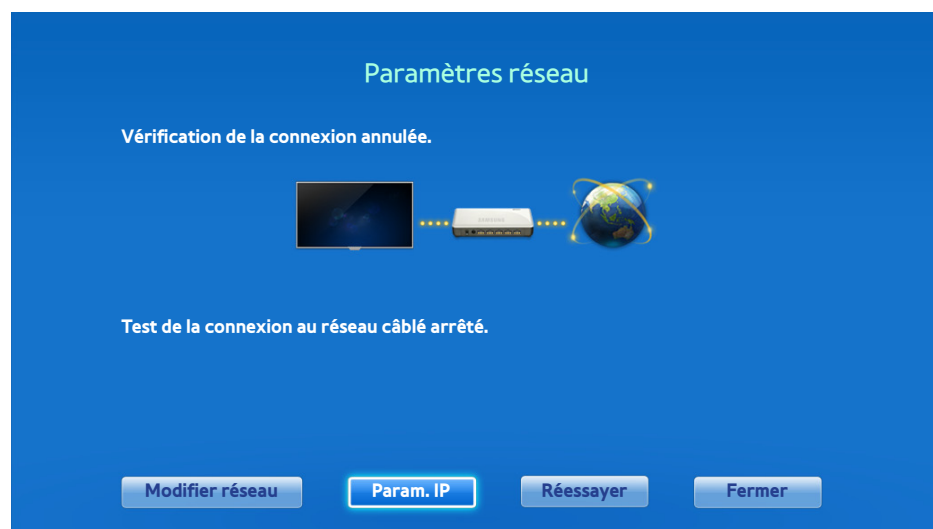 Paramètres réseau
Vérification de la connexion annulée.
SAMSUNG
Test de la connexion au réseau câblé arrêté.
Modifier réseau Param. IP Réessayer Fermer